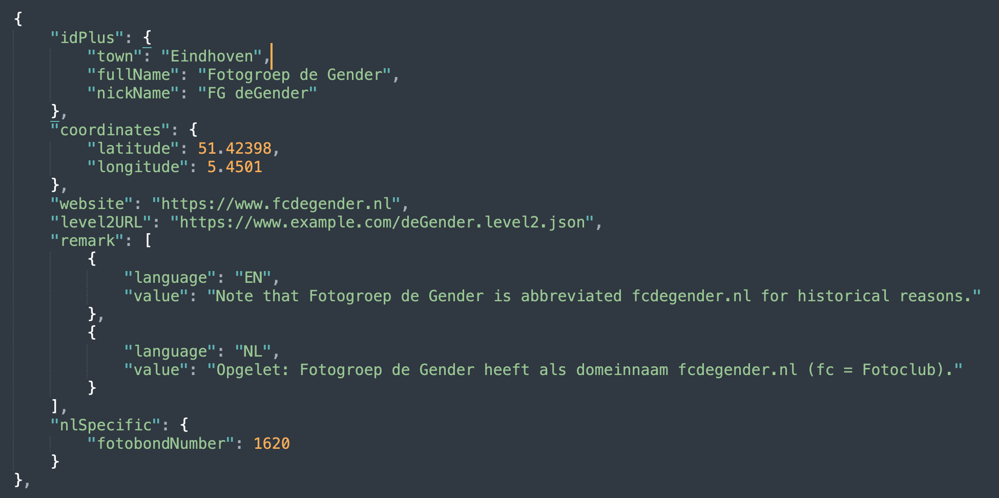 {
    "idPlus": {
        "town": "Eindhoven",
        "fullName": "Fotogroep de Gender",
        "nickName": "FG deGender"
    },
    "coordinates": {
        "latitude": 51.42398,
        "longitude": 5.4501
    },
    "website": "https://www.fcdegender.nl",
    "level2URL": "https://www.example.com/deGender.level2.json",
    "remark": [
        {
            "language": "EN",
            "value": "Note that Fotogroep de Gender is abbreviated fcdegender.nl for historical reasons."
        },
        {
            "language": "NL",
            "value": "Opgelet: Fotogroep de Gender heeft als domeinnaam fcdegender.nl (fc = Fotoclub)."
        }
    ],
    "nlSpecific": {
        "fotobondNumber": 1620
    }
},